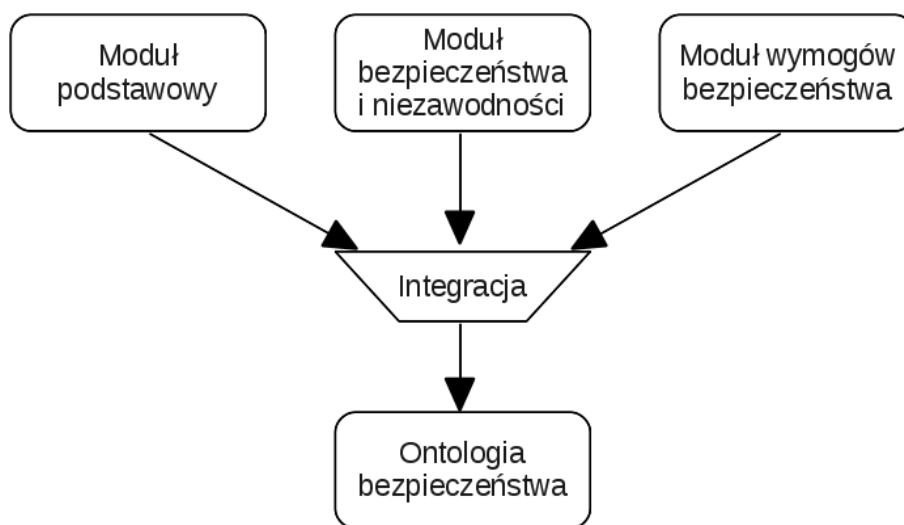 Moduł
podstawowy
Moduł
bezpieczeństwa
i niezawodności
Moduł wymogów
bezpieczeństwa
Integracja
Ontologia
bezpieczeństwa